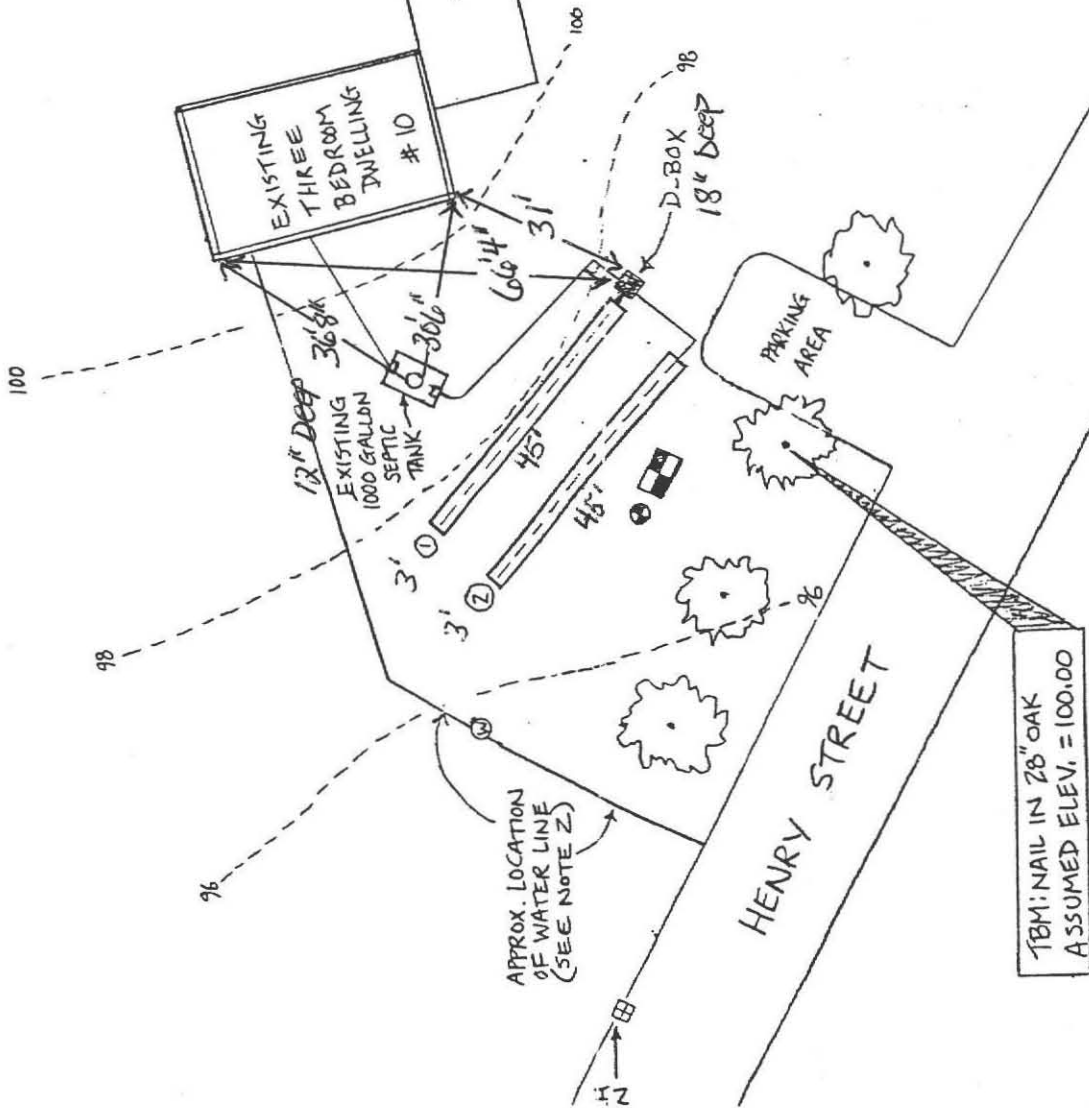 EXISTING
THREE
BEDROOM
DWELLING
# 10
100
100
98
98
96
96
31'
66'4"
36'8"
30'6"
12" DEEP
EXISTING
1000 GALLON
SEPTIC
TANK
D-BOX
18" DEEP
45'
45'
3' 1
3' 2
PARKING
AREA
W
APPROX. LOCATION
OF WATER LINE
(SEE NOTE 2)
HENRY STREET
TBM: NAIL IN 28" OAK
ASSUMED ELEV. = 100.00